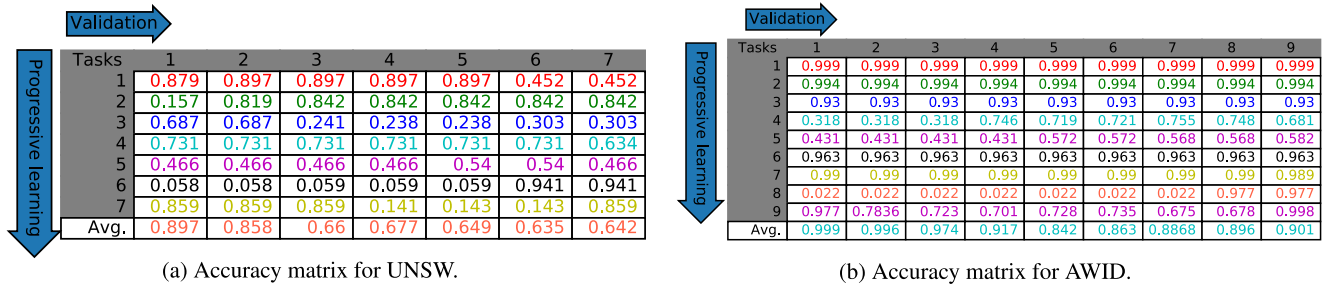 Validation
Progressive learning
Tasks 1 2 3 4 5 6 7
1 0.879 0.897 0.897 0.897 0.897 0.452 0.452
2 0.157 0.819 0.842 0.842 0.842 0.842 0.842
3 0.687 0.687 0.241 0.238 0.238 0.303 0.303
4 0.731 0.731 0.731 0.731 0.731 0.731 0.634
5 0.466 0.466 0.466 0.466 0.54 0.54 0.466
6 0.058 0.058 0.059 0.059 0.059 0.941 0.941
7 0.859 0.859 0.859 0.141 0.143 0.143 0.859
Avg. 0.897 0.858 0.66 0.677 0.649 0.635 0.642
(a) Accuracy matrix for UNSW.
Validation
Progressive learning
Tasks 1 2 3 4 5 6 7 8 9
1 0.999 0.999 0.999 0.999 0.999 0.999 0.999 0.999 0.999
2 0.994 0.994 0.994 0.994 0.994 0.994 0.994 0.994 0.994
3 0.93 0.93 0.93 0.93 0.93 0.93 0.93 0.93 0.93
4 0.318 0.318 0.318 0.746 0.719 0.721 0.755 0.748 0.681
5 0.431 0.431 0.431 0.431 0.572 0.572 0.568 0.568 0.582
6 0.963 0.963 0.963 0.963 0.963 0.963 0.963 0.963 0.963
7 0.99 0.99 0.99 0.99 0.99 0.99 0.99 0.99 0.989
8 0.022 0.022 0.022 0.022 0.022 0.022 0.022 0.977 0.977
9 0.977 0.7836 0.723 0.701 0.728 0.735 0.675 0.678 0.998
Avg. 0.999 0.996 0.974 0.917 0.842 0.863 0.8868 0.896 0.901
(b) Accuracy matrix for AWID.